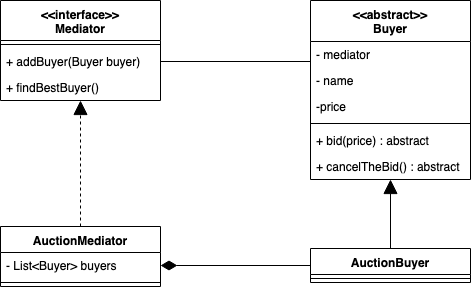 <<interface>>
Mediator
+ addBuyer(Buyer buyer)
+ findBestBuyer()
<<abstract>>
Buyer
- mediator
- name
-price
+ bid(price) : abstract
+ cancelTheBid() : abstract
AuctionMediator
- List<Buyer> buyers
AuctionBuyer